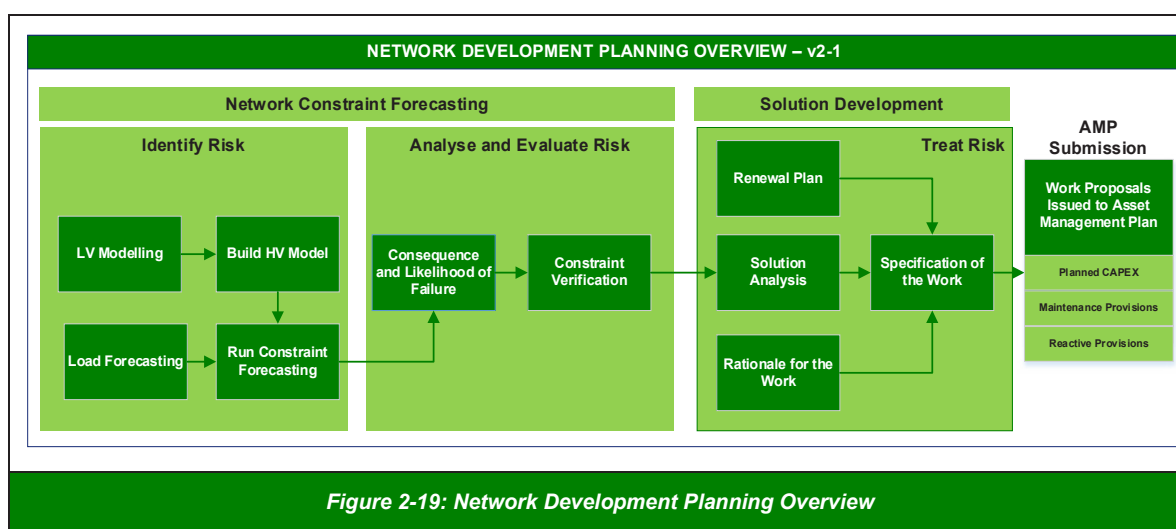 NETWORK DEVELOPMENT PLANNING OVERVIEW – v2-1
Network Constraint Forecasting
Identify Risk
LV Modelling
Build HV Model
Load Forecasting
Run Constraint
Forecasting
Analyse and Evaluate Risk
Consequence
and Likelihood of
Failure
Constraint
Verification
Solution Development
Treat Risk
Renewal Plan
Solution
Analysis
Rationale for the
Work
Specification of
the Work
AMP
Submission
Work Proposals
Issued to Asset
Management Plan
Planned CAPEX
Maintenance Provisions
Reactive Provisions
Figure 2-19: Network Development Planning Overview